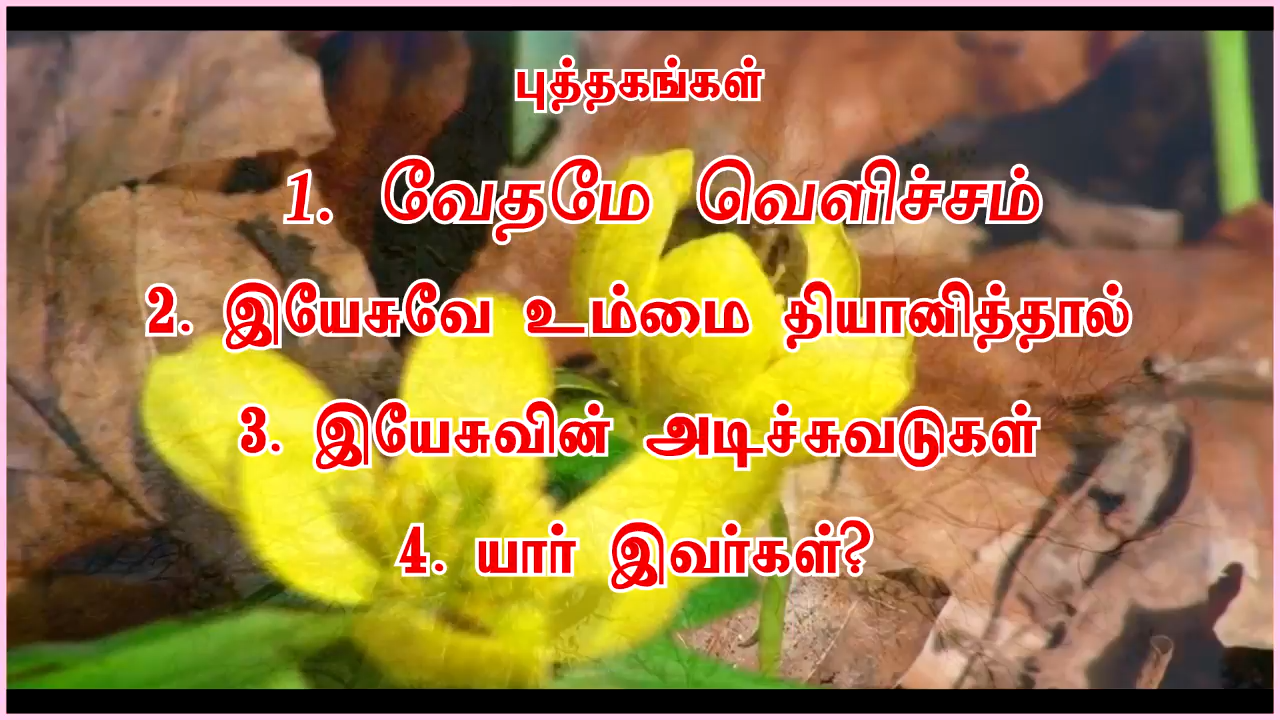 புத்தகங்கள்
1. வேதமே வெளிச்சம்
2. இயேசுவே உம்மை தியானித்தால்
3. இயேசுவின் அடிச்சுவடுகள்
4. யார் இவர்கள்?